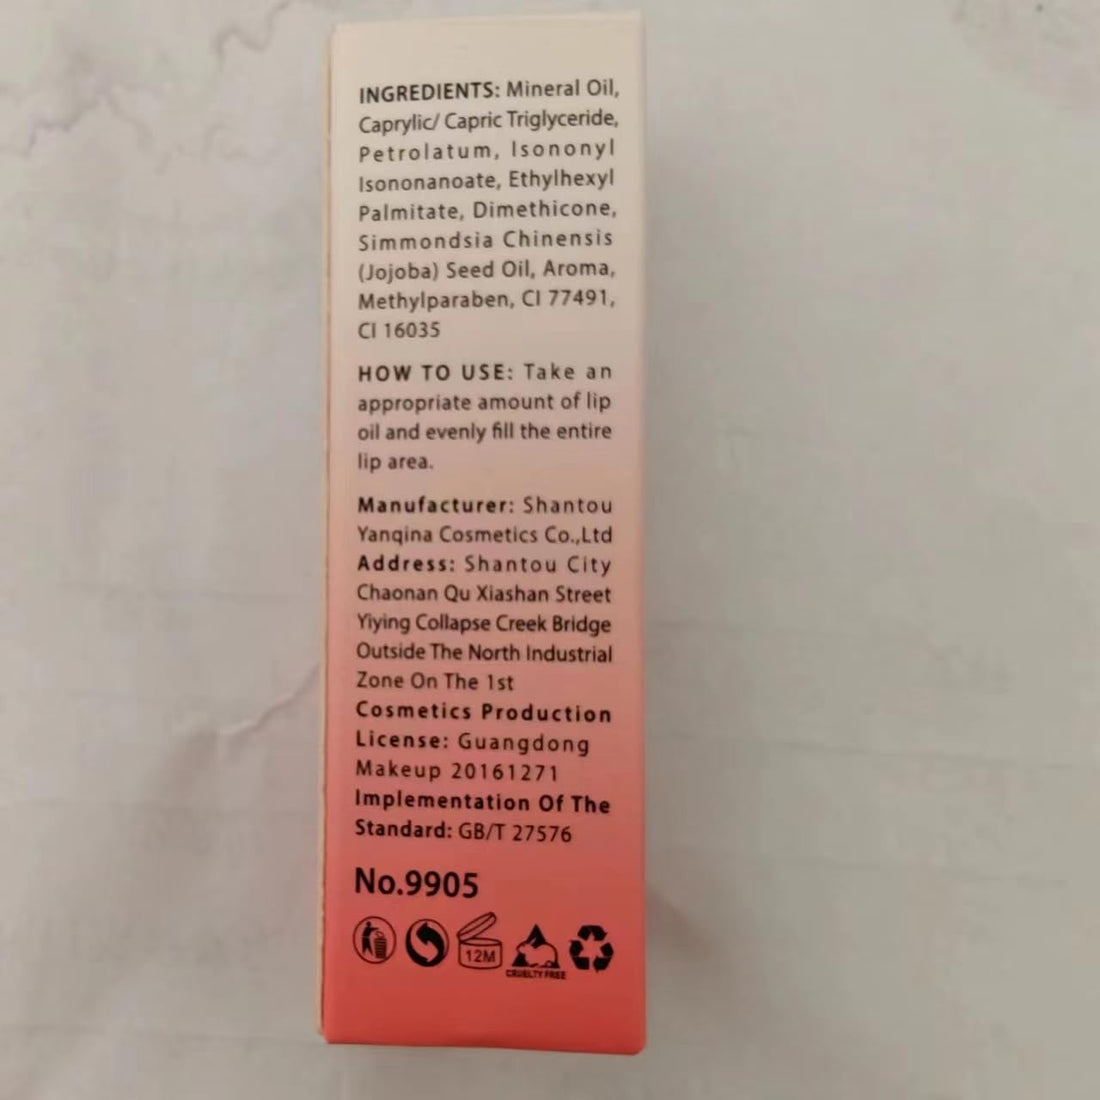 INGREDIENTS: Mineral Oil,
Caprylic/ Capric Triglyceride,
Petrolatum, Isononyl
Isononanoate, Ethylhexyl
Palmitate, Dimethicone,
Simmondsia Chinensis
(Jojoba) Seed Oil, Aroma,
Methylparaben, CI 77491,
CI 16035
HOW TO USE: Take an
appropriate amount of lip
oil and evenly fill the entire
lip area.
Manufacturer: Shantou
Yanqina Cosmetics Co.,Ltd
Address: Shantou City
Chaonan Qu Xiashan Street
Yiying Collapse Creek Bridge
Outside The North Industrial
Zone On The 1st
Cosmetics Production
License: Guangdong
Makeup 20161271
Implementation Of The
Standard: GB/T 27576
No.9905
12M
CRUELTY FREE